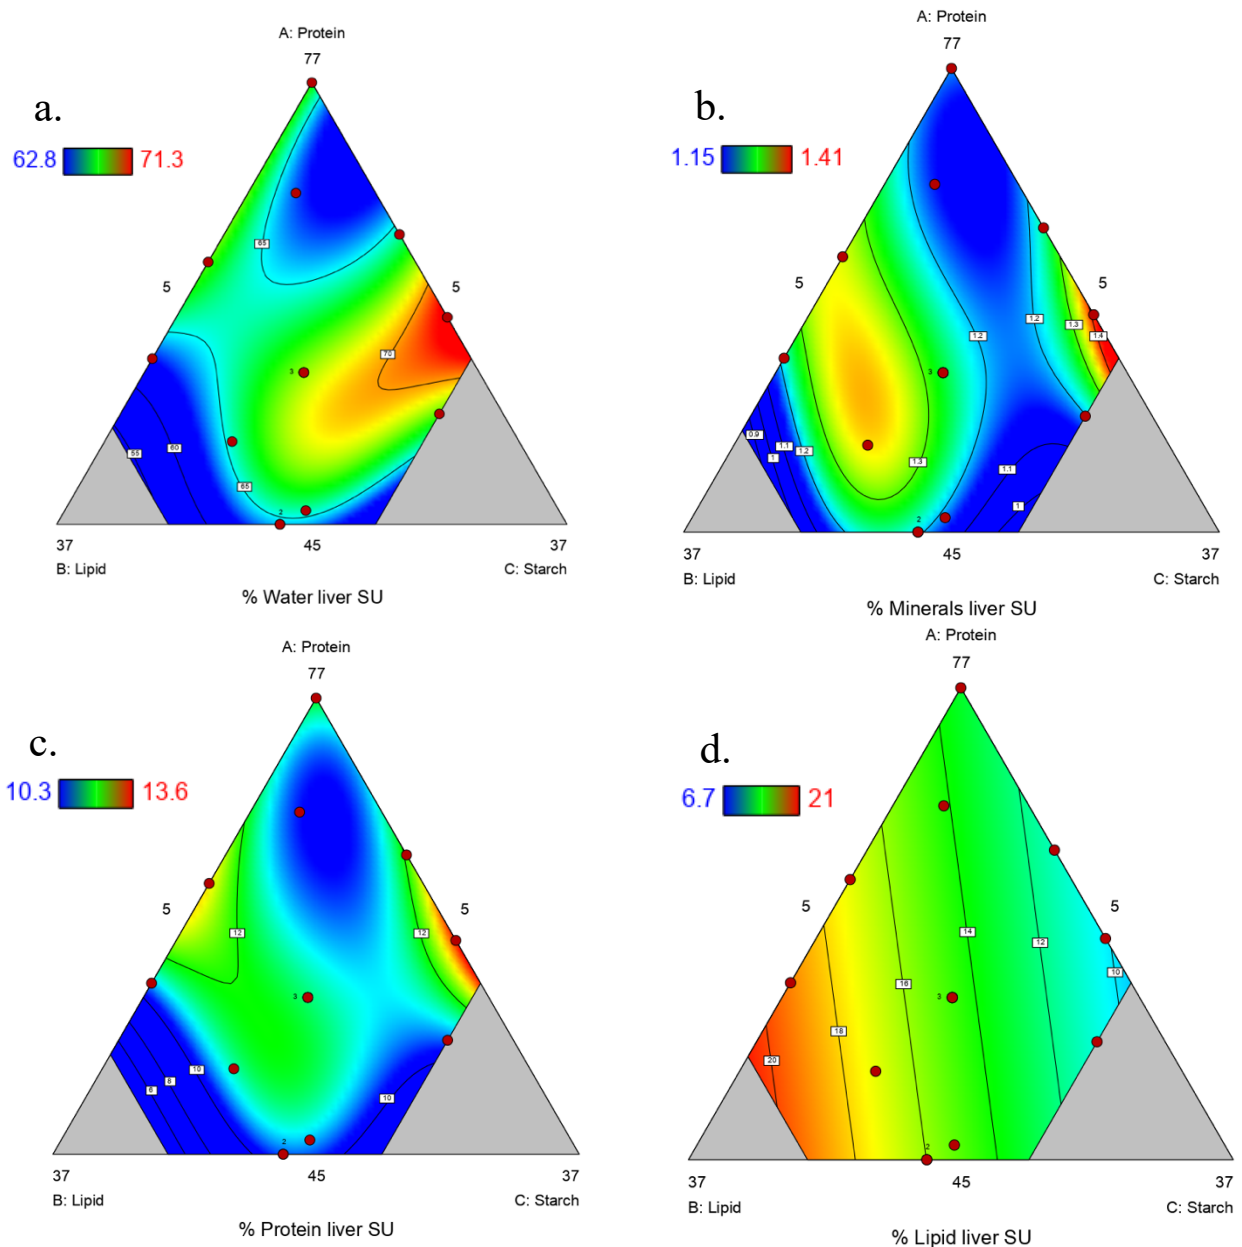 A: Protein
77
a.
62.8 71.3
65
5 5
70
3
60
55
65
2
37 45 37
B: Lipid C: Starch
% Water liver SU
A: Protein
77
b.
1.15 1.41
5 5
1.2 1.3
1.2 1.4
3
0.9
1.1 1.2
1 1.3
1.1
1
2
37 45 37
B: Lipid C: Starch
% Minerals liver SU
A: Protein
77
c.
10.3 13.6
5 5
12 12
3
10
8
6 10
2
37 45 37
B: Lipid C: Starch
% Protein liver SU
A: Protein
77
d.
6.7 21
5 5
14 12
10
16 3
18
20
2
37 45 37
B: Lipid C: Starch
% Lipid liver SU